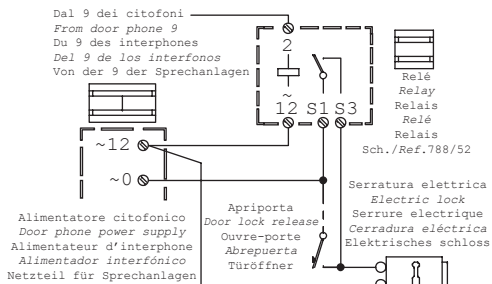 Dal 9 dei citofoni
From door phone 9
Du 9 des interphones
Del 9 de los interfonos
Von der 9 der Sprechanlagen
2
~
12 S1 S3
Relé
Relay
Relais
Relé
Relais
Sch./Ref.788/52
~12
~0
Alimentatore citofonico
Door phone power supply
Alimentateur d'interphone
Alimentador interfónico
Netzteil für Sprechanlagen
Apriporta
Door lock release
Ouvre-porte
Abrepuerta
Türöffner
Serratura elettrica
Electric lock
Serrure electrique
Cerradura eléctrica
Elektrisches schloss